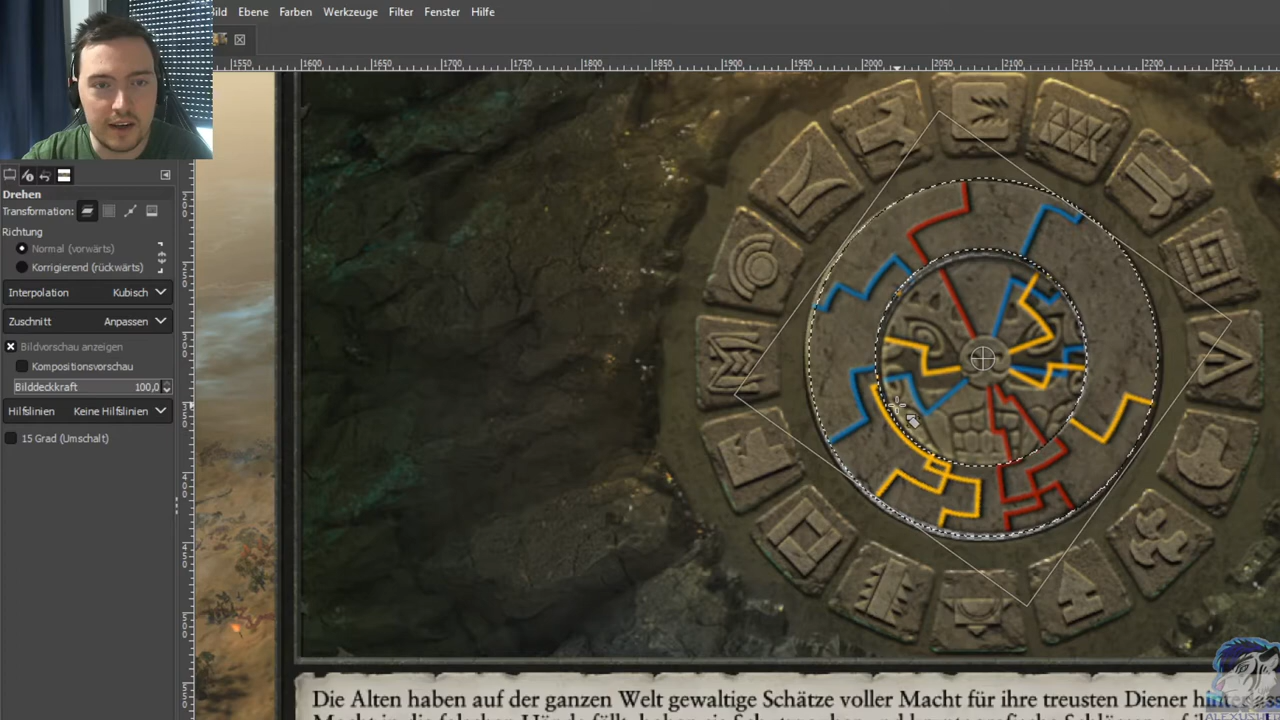 ild Ebene Farben Werkzeuge Filter Fenster Hilfe
1550 1600 1650 1700 1750 1800 1850 1900 1950 2000 2050 2100 2150 2200 2250
Drehen
Transformation:
Richtung
Normal (vorwärts)
Korrigierend (rückwärts)
Interpolation Kubisch
Zuschnitt Anpassen
Bildvorschau anzeigen
Kompositionsvorschau
Bilddeckkraft 100,0
Hilfslinien Keine Hilfslinien
15 Grad (Umschalt)
Die Alten haben auf der ganzen Welt gewaltige Schätze voller Macht für ihre treusten Diener